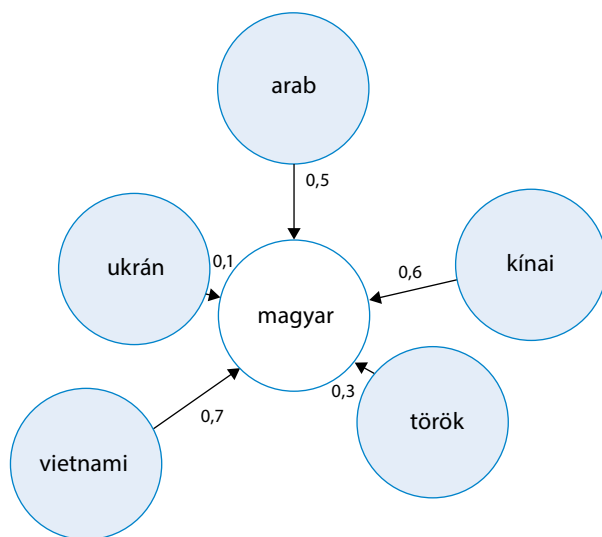 arab
0,5
ukrán
0,1
kínai
0,6
magyar
0,3
török
0,7
vietnami